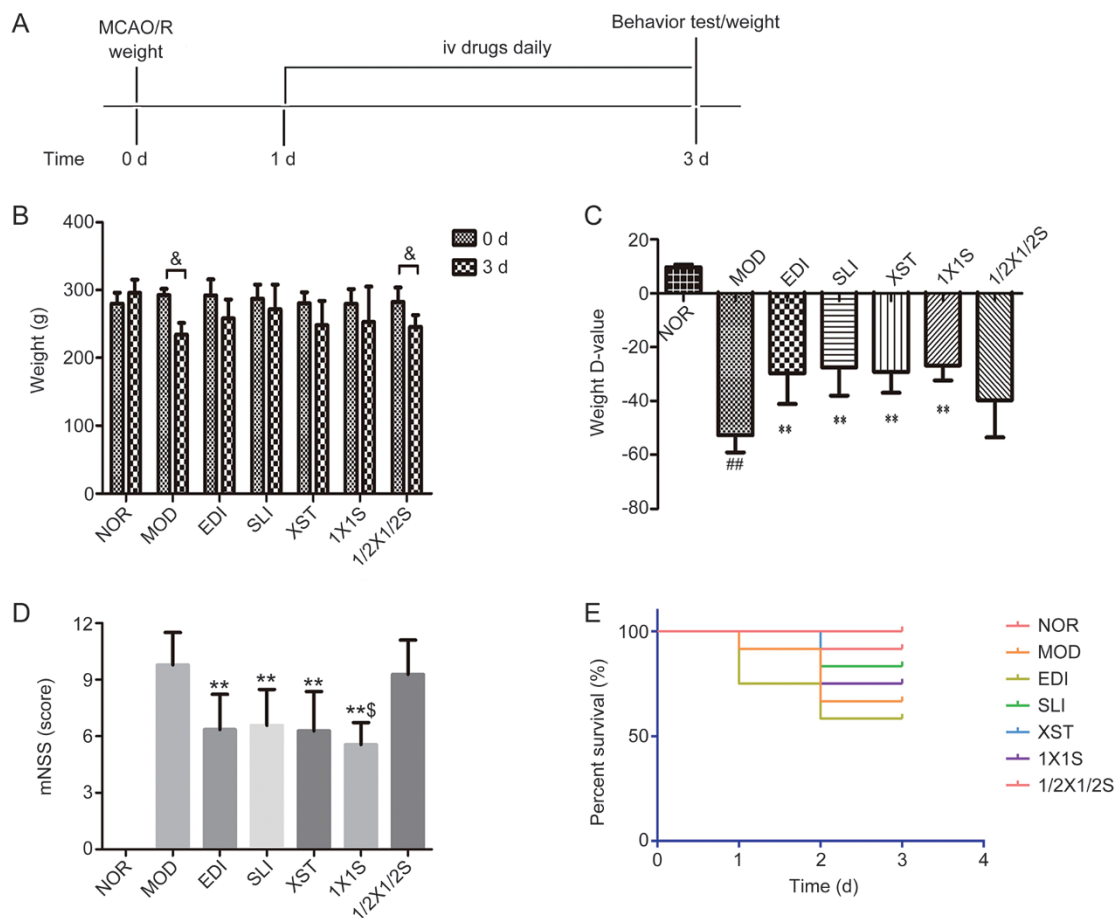 A
MCAO/R
weight
iv drugs daily
Behavior test/weight
Time
0 d
1 d
3 d
B
Weight (g)
400
300
200
100
0
&
&
0 d
3 d
NOR
MOD
EDI
SLI
XST
1X1S
1/2X1/2S
C
Weight D-value
20
0
-20
-40
-60
-80
NOR
MOD
EDI
SLI
XST
1X1S
1/2X1/2S
##
**
**
**
**
D
mNSS (score)
12
9
6
3
0
**
**
**
**$
NOR
MOD
EDI
SLI
XST
1X1S
1/2X1/2S
E
Percent survival (%)
100
50
0
0
1
2
3
4
Time (d)
NOR
MOD
EDI
SLI
XST
1X1S
1/2X1/2S